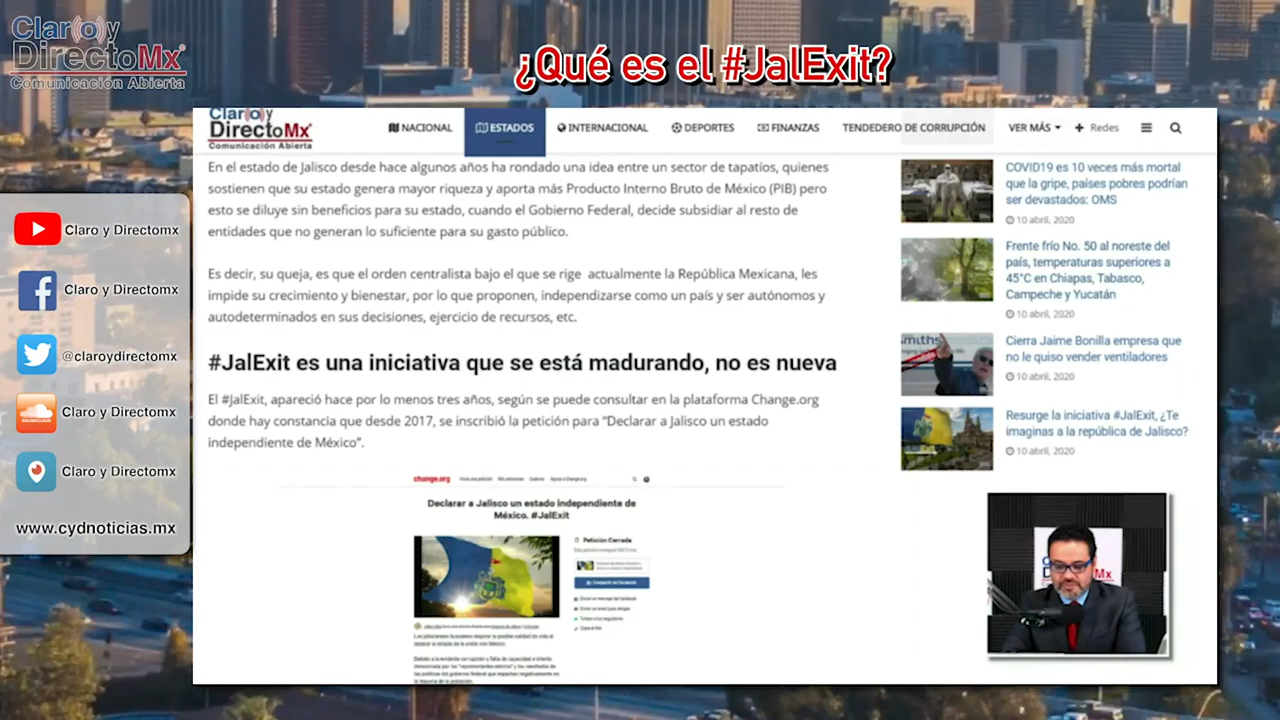 Clar(o)y
DirectoMx
Comunicación Abierta
¿Qué es el #JalExit?
Clar(o)y
DirectoMx
Comunicación Abierta
NACIONAL
ESTADOS
INTERNACIONAL
DEPORTES
FINANZAS
TENDEDERO DE CORRUPCIÓN
VER MÁS
Redes
Claro y Directomx
Claro y Directomx
@claroydirectomx
SOUNDCLOUD
Claro y Directomx
Claro y Directomx
www.cydnoticias.mx
En el estado de Jalisco desde hace algunos años ha rondado una idea entre un sector de tapatíos, quienes
sostienen que su estado genera mayor riqueza y aporta más Producto Interno Bruto de México (PIB) pero
esto se diluye sin beneficios para su estado, cuando el Gobierno Federal, decide subsidiar al resto de
entidades que no generan lo suficiente para su gasto público.
Es decir, su queja, es que el orden centralista bajo el que se rige actualmente la República Mexicana, les
impide su crecimiento y bienestar, por lo que proponen, independizarse como un país y ser autónomos y
autodeterminados en sus decisiones, ejercicio de recursos, etc.
#JalExit es una iniciativa que se está madurando, no es nueva
El #JalExit, apareció hace por lo menos tres años, según se puede consultar en la plataforma Change.org
donde hay constancia que desde 2017, se inscribió la petición para “Declarar a Jalisco un estado
independiente de México”.
change.org
Declarar a Jalisco un estado independiente de
México. #JalExit
Petición Cerrada
Compartir en Facebook
Enviar un mensaje de Facebook
COVID19 es 10 veces más mortal
que la gripe, países pobres podrían
ser devastados: OMS
10 abril, 2020
Frente frío No. 50 al noreste del
país, temperaturas superiores a
45°C en Chiapas, Tabasco,
Campeche y Yucatán
10 abril, 2020
Cierra Jaime Bonilla empresa que
no le quiso vender ventiladores
10 abril, 2020
Resurge la iniciativa #JalExit, ¿Te
imaginas a la república de Jalisco?
10 abril, 2020
smiths
Mx